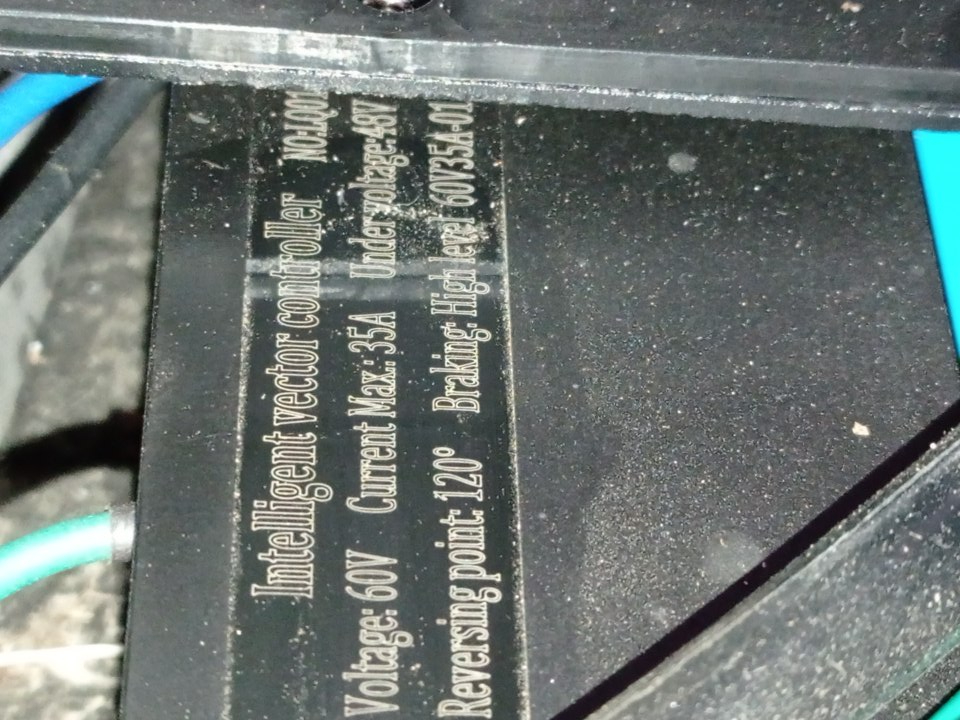 Intelligent vector controller NO:LQ01
Voltage: 60V Current Max.: 35A Undervoltage:48V
Reversing point: 120° Braking: High level 60V35A-01